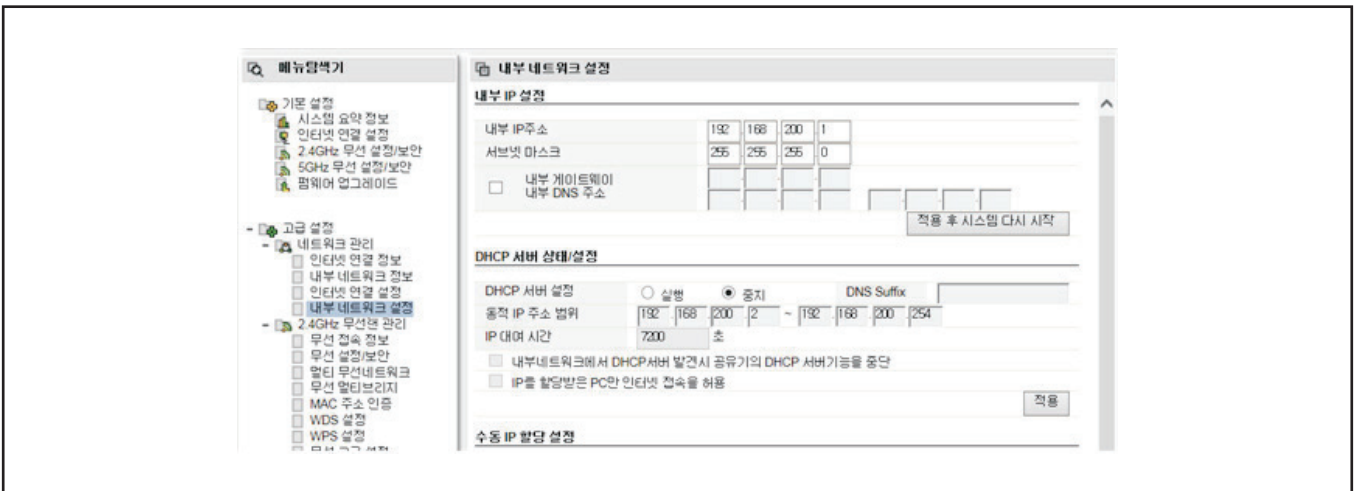 메뉴탐색기
기본 설정
시스템 요약 정보
인터넷 연결 설정
2.4GHz 무선 설정/보안
5GHz 무선 설정/보안
펌웨어 업그레이드
고급 설정
네트워크 관리
인터넷 연결 정보
내부 네트워크 정보
인터넷 연결 설정
내부 네트워크 설정
2.4GHz 무선랜 관리
무선 접속 정보
무선 설정/보안
멀티 무선네트워크
무선 멀티브리지
MAC 주소 인증
WDS 설정
WPS 설정
내부 네트워크 설정
내부 IP 설정
내부 IP주소 192 . 168 . 200 . 1
서브넷 마스크 255 . 255 . 255 . 0
내부 게이트웨이
내부 DNS 주소
적용 후 시스템 다시 시작
DHCP 서버 상태/설정
DHCP 서버 설정 실행 중지 DNS Suffix
동적 IP 주소 범위 192 . 168 . 200 . 2 ~ 192 . 168 . 200 . 254
IP 대여 시간 7200 초
내부네트워크에서 DHCP서버 발견시 공유기의 DHCP 서버기능을 중단
IP를 할당받은 PC만 인터넷 접속을 허용
적용
수동 IP 할당 설정